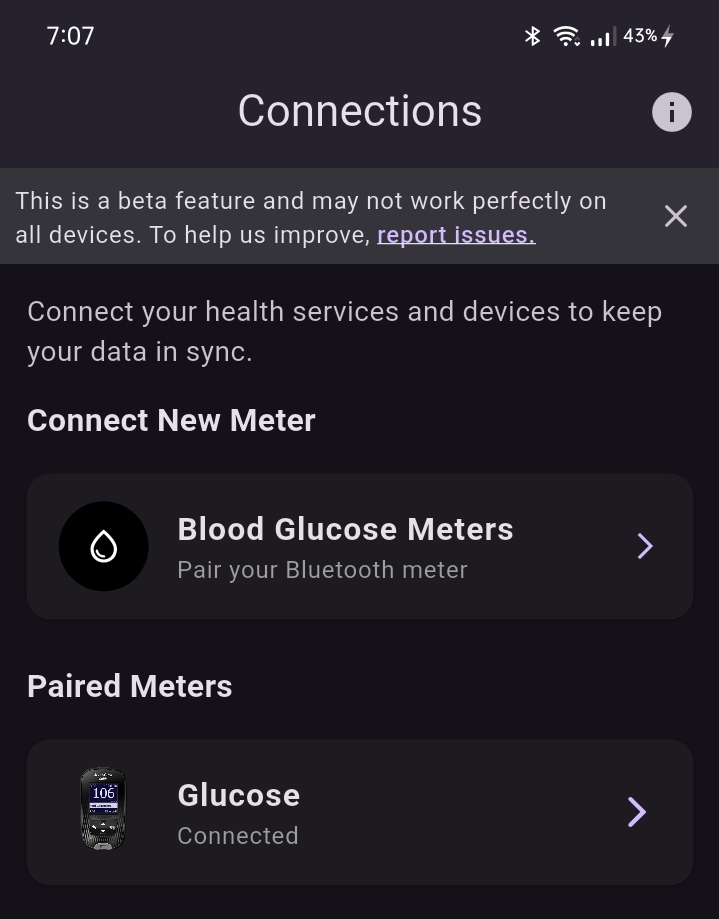 7:07
43%
Connections
This is a beta feature and may not work perfectly on
all devices. To help us improve, report issues.
Connect your health services and devices to keep
your data in sync.
Connect New Meter
Blood Glucose Meters
Pair your Bluetooth meter
Paired Meters
106
Glucose
Connected